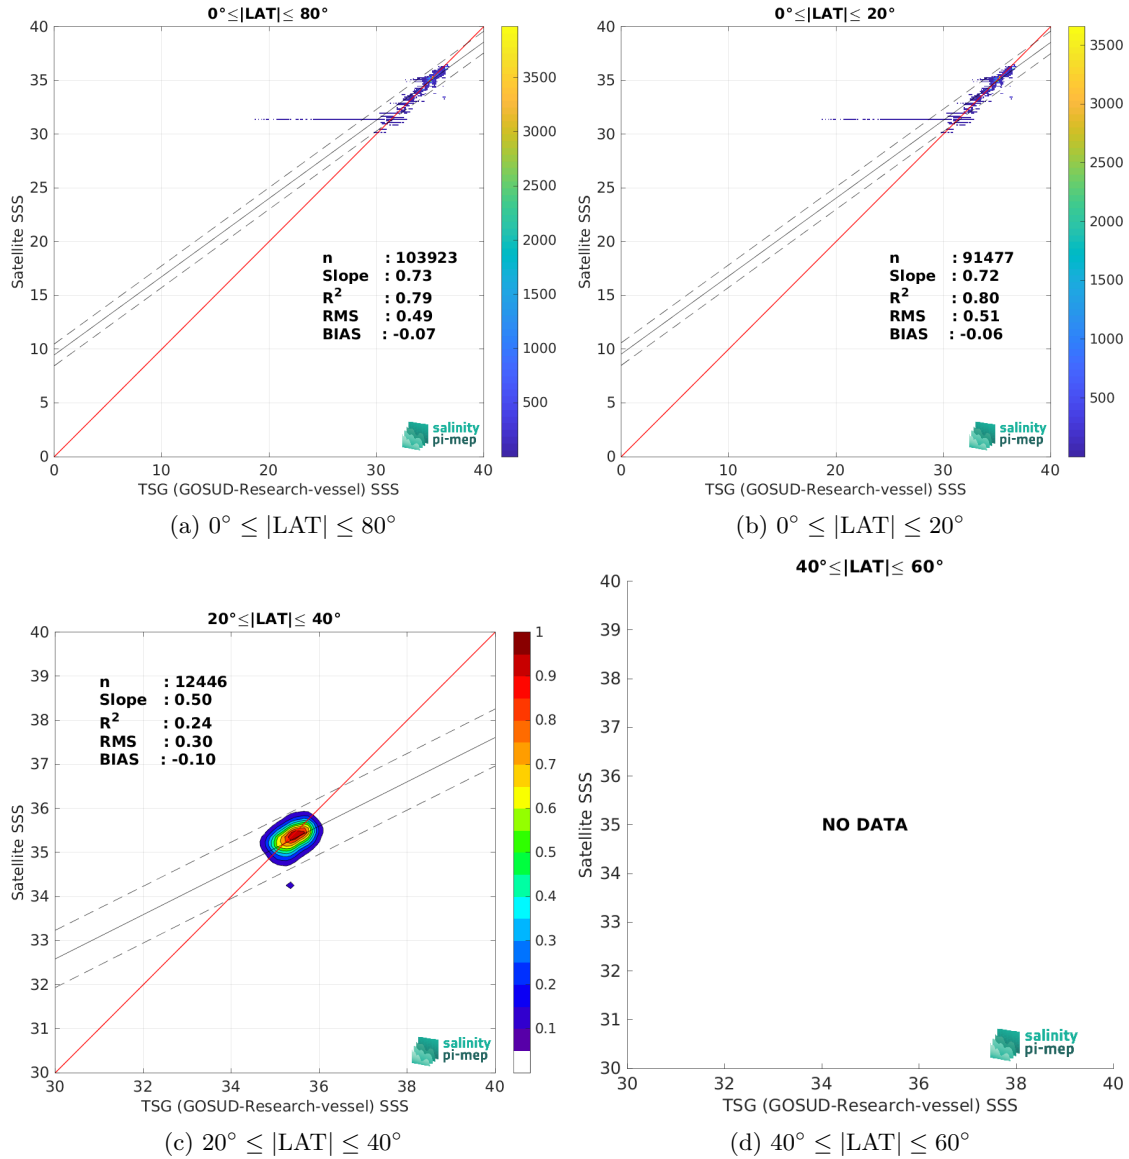 0°≤|LAT|≤ 80°
40
35
30
25
20
15
10
5
0
Satellite SSS
n : 103923
Slope : 0.73
R² : 0.79
RMS : 0.49
BIAS : -0.07
salinity
pi-mep
0 10 20 30 40
TSG (GOSUD-Research-vessel) SSS
3500
3000
2500
2000
1500
1000
500
(a) 0° ≤ |LAT| ≤ 80°
0°≤|LAT|≤ 20°
40
35
30
25
20
15
10
5
0
Satellite SSS
n : 91477
Slope : 0.72
R² : 0.80
RMS : 0.51
BIAS : -0.06
salinity
pi-mep
0 10 20 30 40
TSG (GOSUD-Research-vessel) SSS
3500
3000
2500
2000
1500
1000
500
(b) 0° ≤ |LAT| ≤ 20°
20°≤|LAT|≤ 40°
40
39
38
37
36
35
34
33
32
31
30
Satellite SSS
n : 12446
Slope : 0.50
R² : 0.24
RMS : 0.30
BIAS : -0.10
salinity
pi-mep
30 32 34 36 38 40
TSG (GOSUD-Research-vessel) SSS
1
0.9
0.8
0.7
0.6
0.5
0.4
0.3
0.2
0.1
(c) 20° ≤ |LAT| ≤ 40°
40°≤|LAT|≤ 60°
40
39
38
37
36
35
34
33
32
31
30
Satellite SSS
NO DATA
salinity
pi-mep
30 32 34 36 38 40
TSG (GOSUD-Research-vessel) SSS
(d) 40° ≤ |LAT| ≤ 60°